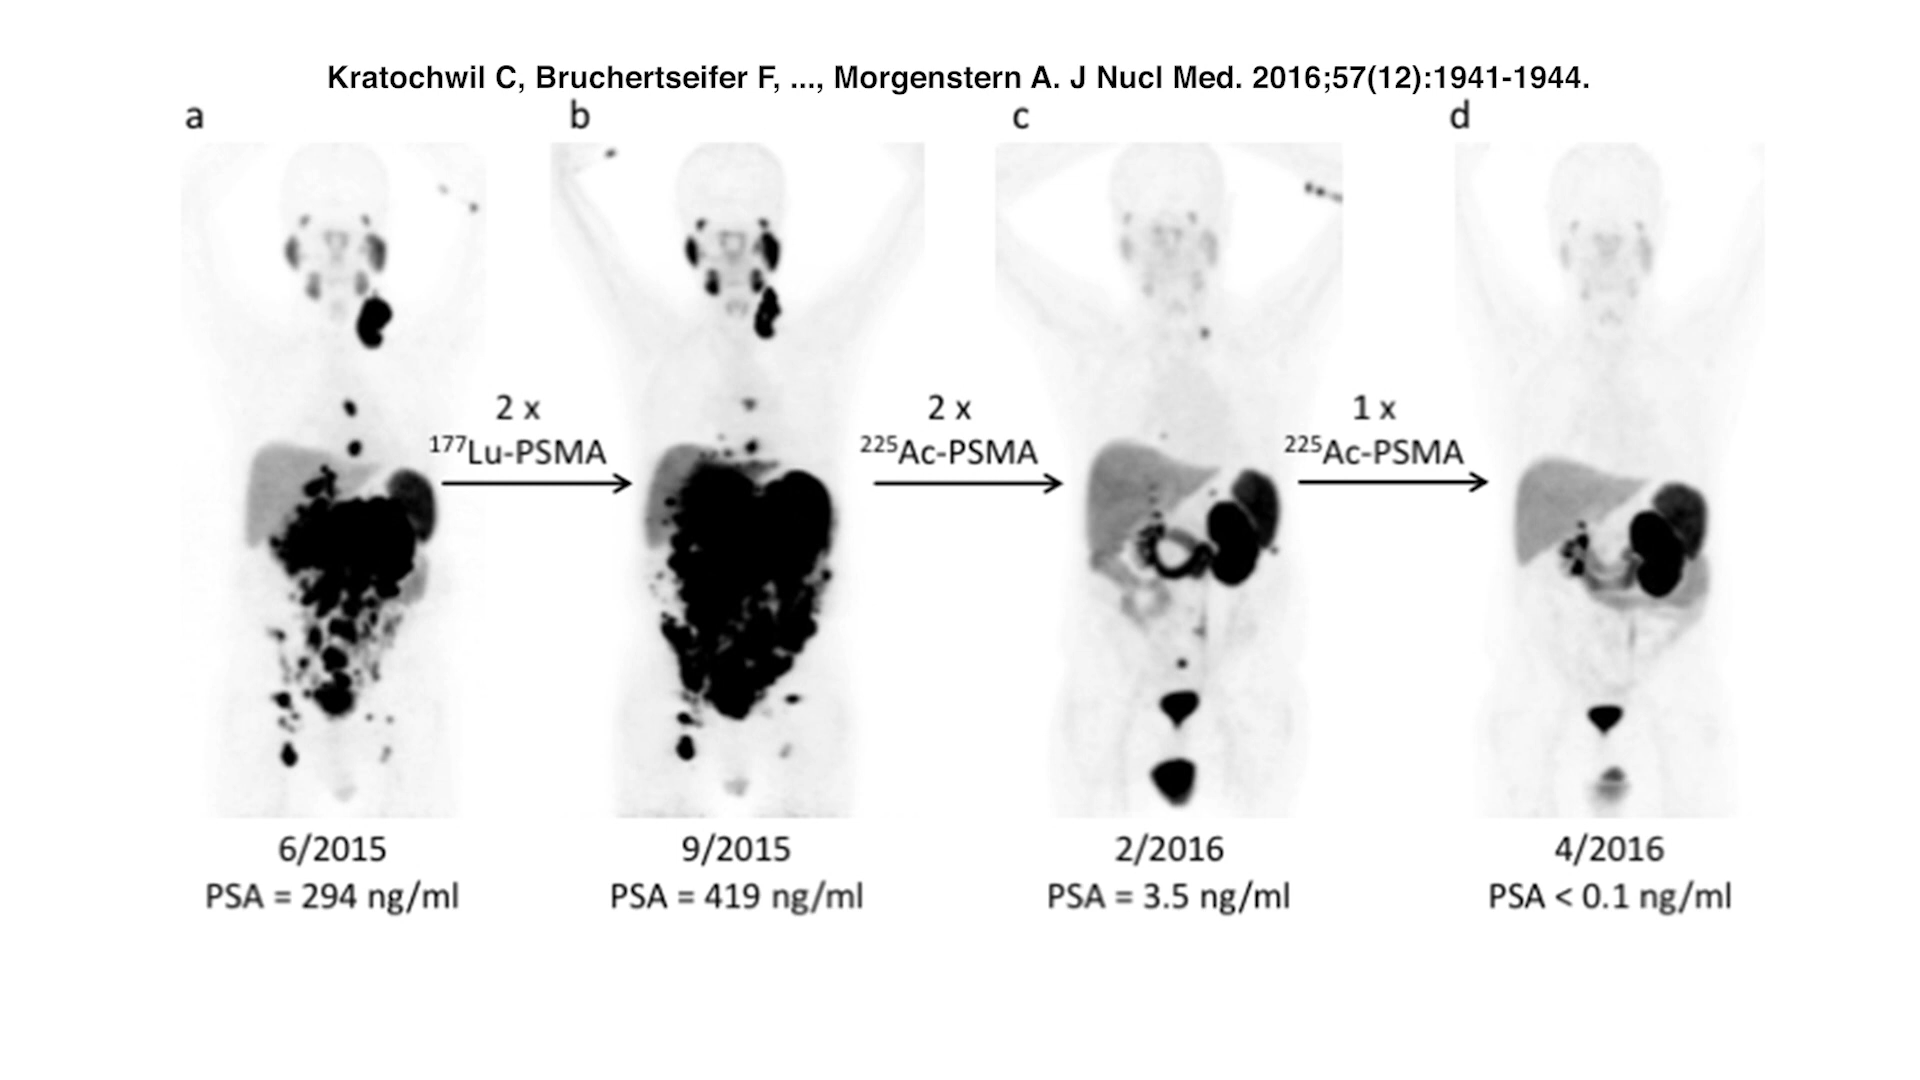 Kratochwil C, Bruchertseifer F, ..., Morgenstern A. J Nucl Med. 2016;57(12):1941-1944.
a
b
c
d
2 x
¹⁷⁷Lu-PSMA
2 x
²²⁵Ac-PSMA
1 x
²²⁵Ac-PSMA
6/2015
PSA = 294 ng/ml
9/2015
PSA = 419 ng/ml
2/2016
PSA = 3.5 ng/ml
4/2016
PSA < 0.1 ng/ml